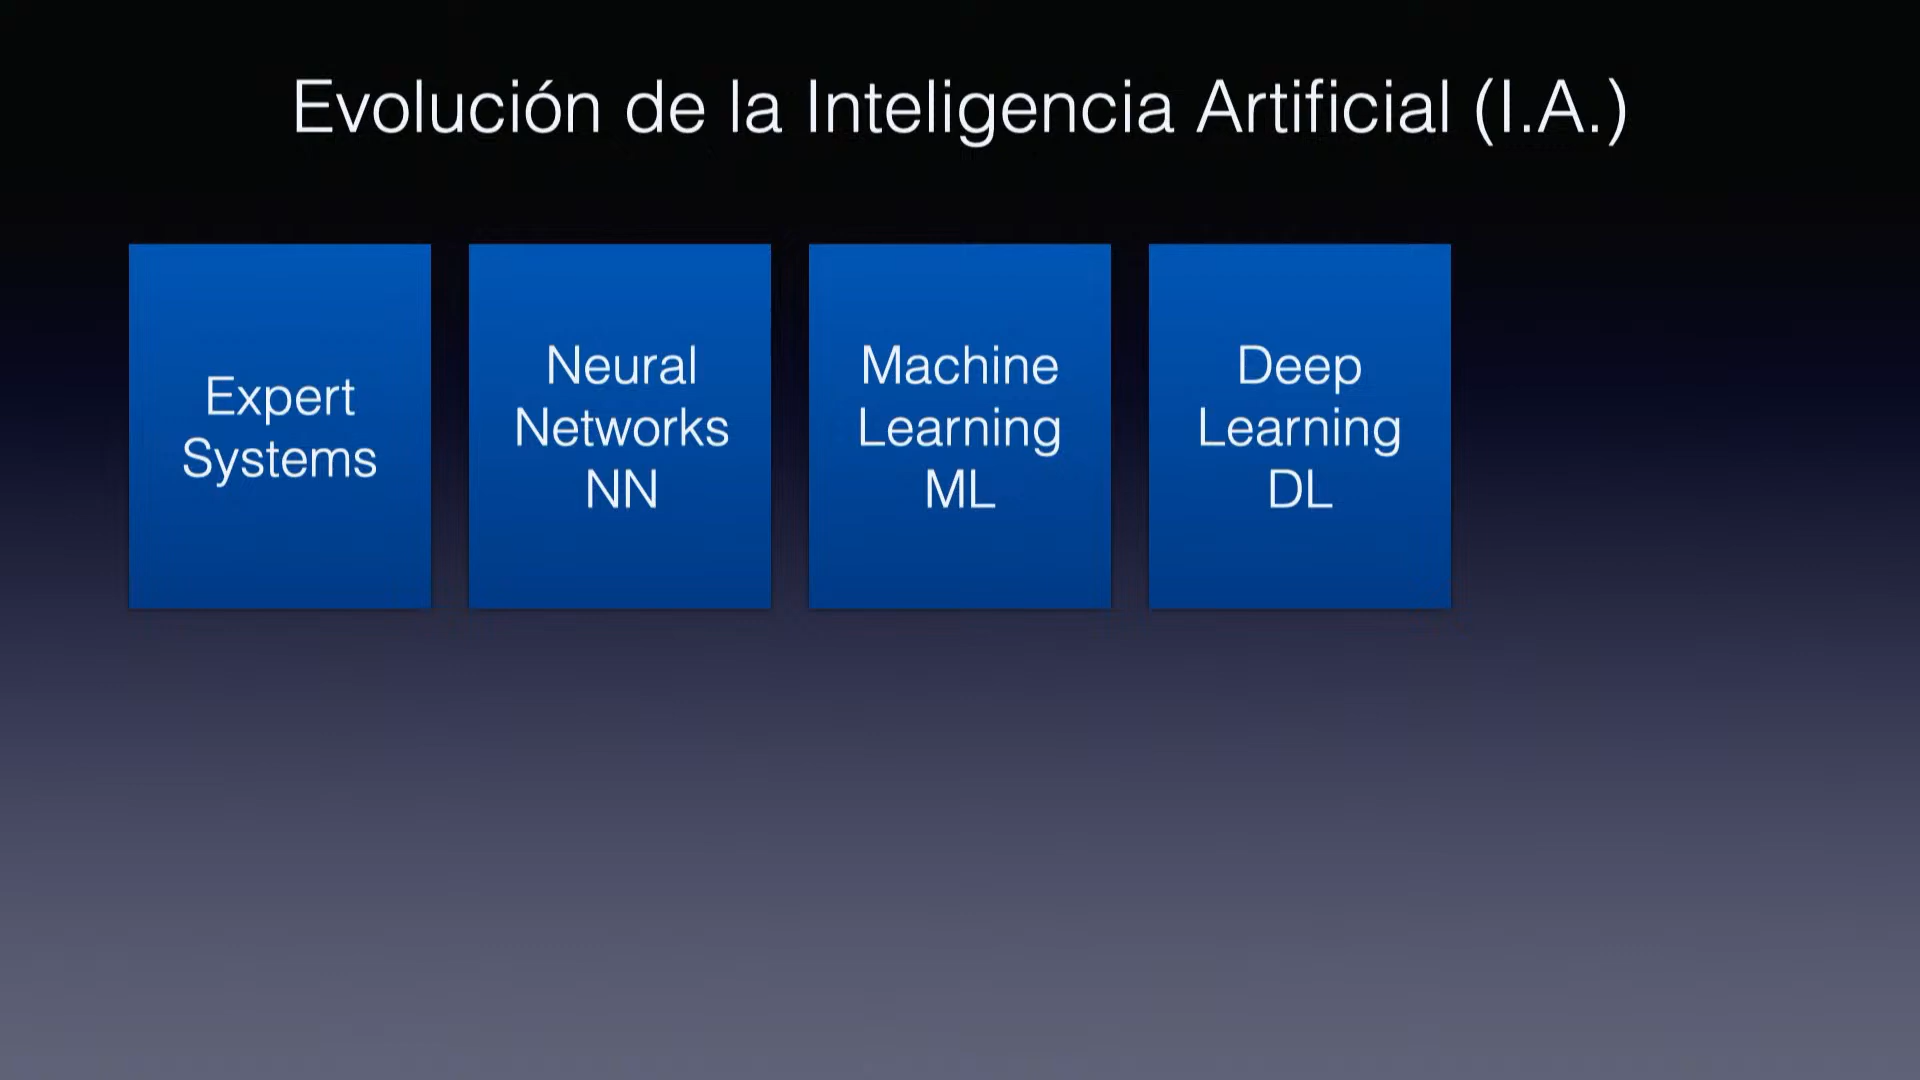 Evolución de la Inteligencia Artificial (I.A.)
Expert
Systems
Neural
Networks
NN
Machine
Learning
ML
Deep
Learning
DL